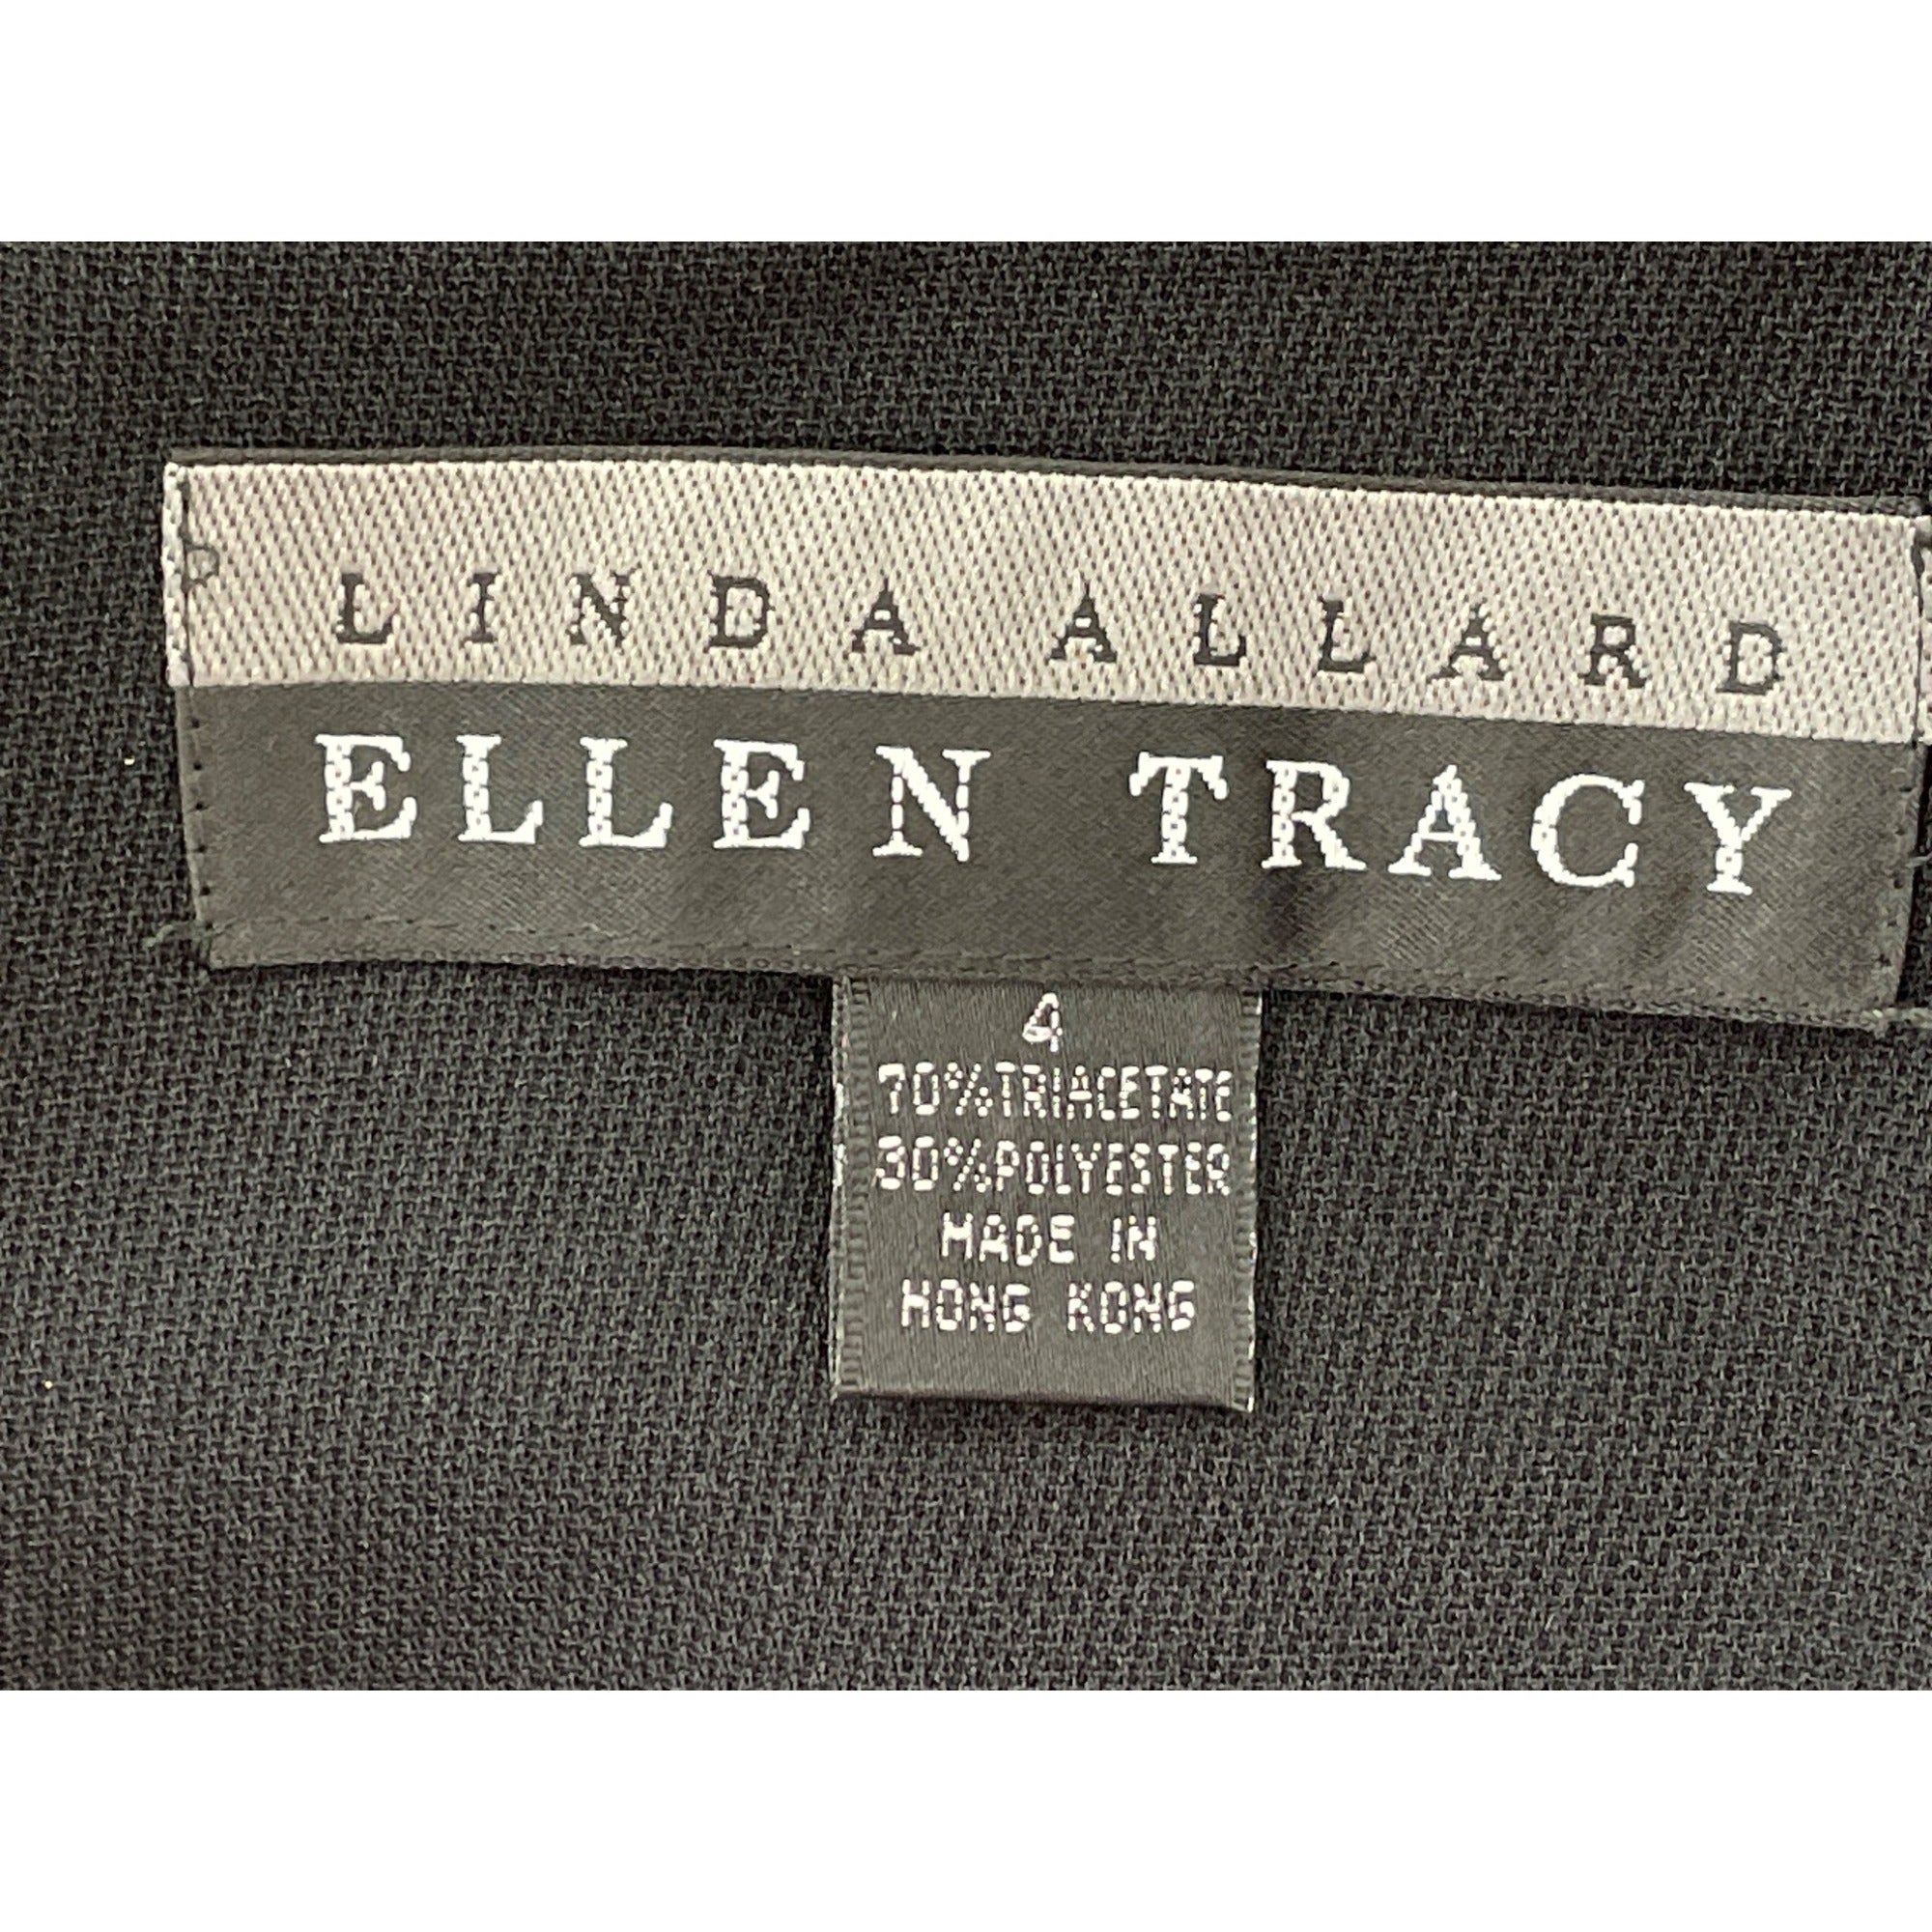 LINDA ALLARD
ELLEN TRACY
4
70%TRIACETATE
30%POLYESTER
MADE IN
HONG KONG